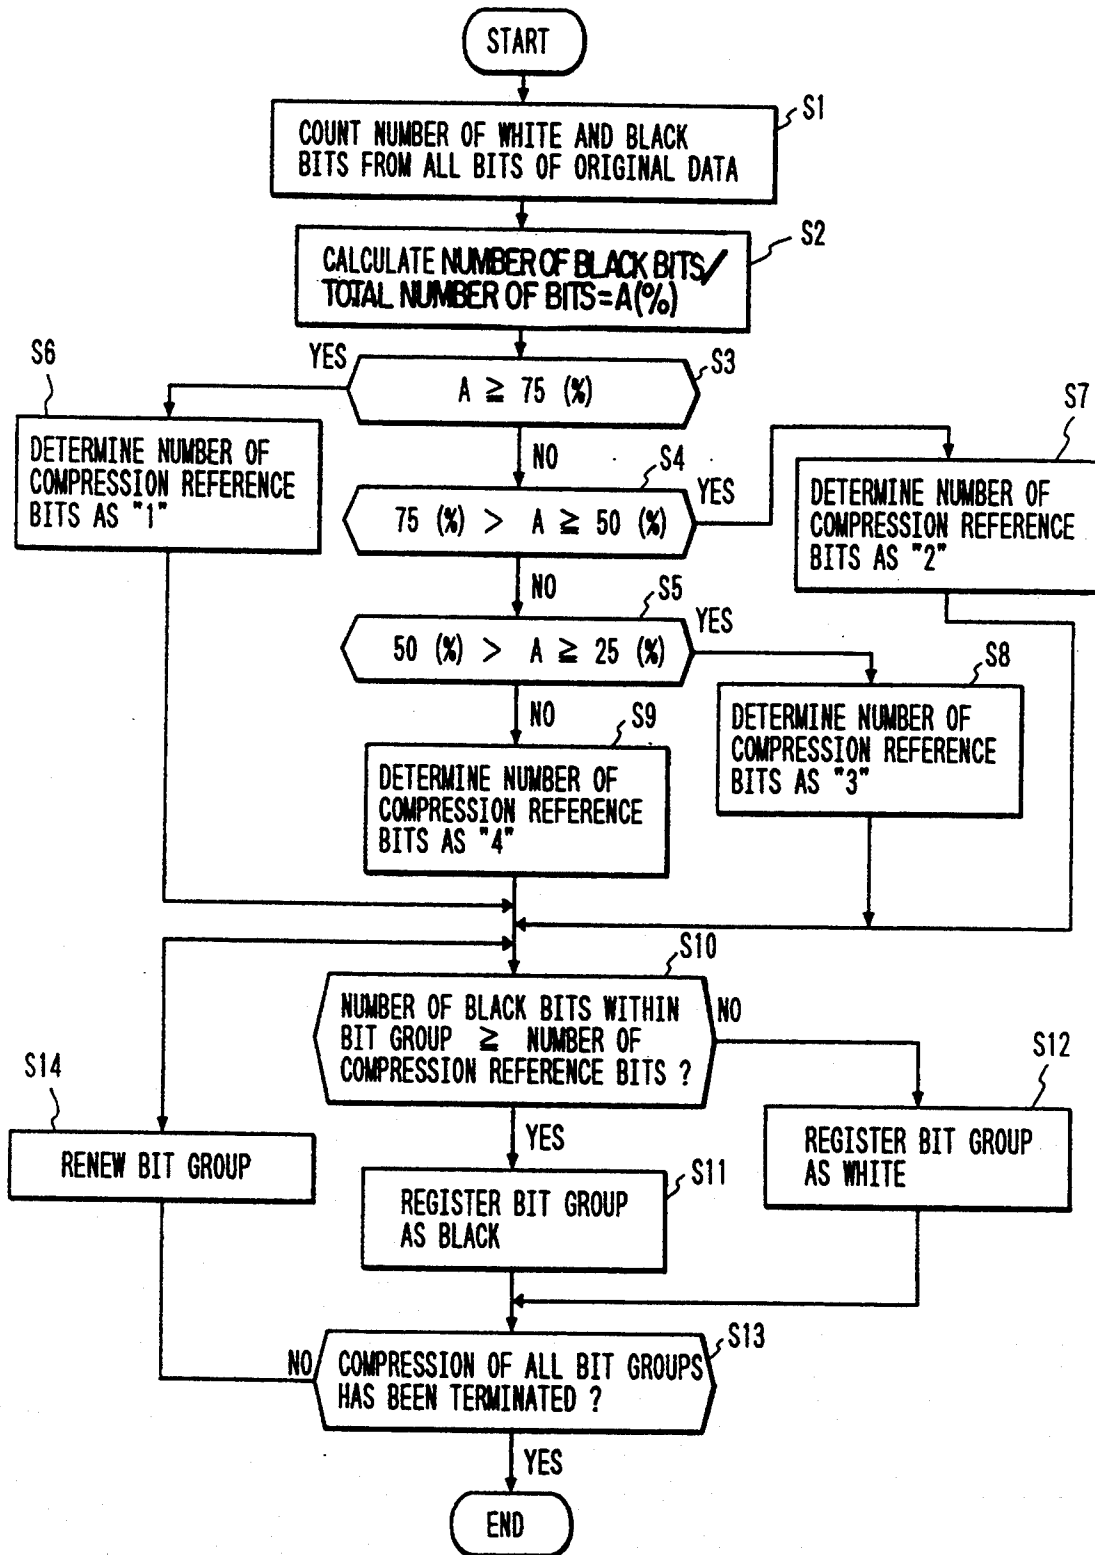 START
S1
COUNT NUMBER OF WHITE AND BLACK
BITS FROM ALL BITS OF ORIGINAL DATA
S2
CALCULATE NUMBER OF BLACK BITS/
TOTAL NUMBER OF BITS=A(%)
S3
YES
A ≧ 75 (%)
S6
DETERMINE NUMBER OF
COMPRESSION REFERENCE
BITS AS "1"
NO
S4
75 (%) > A ≧ 50 (%)
YES
S7
DETERMINE NUMBER OF
COMPRESSION REFERENCE
BITS AS "2"
NO
S5
50 (%) > A ≧ 25 (%)
YES
S8
DETERMINE NUMBER OF
COMPRESSION REFERENCE
BITS AS "3"
NO
S9
DETERMINE NUMBER OF
COMPRESSION REFERENCE
BITS AS "4"
S10
NUMBER OF BLACK BITS WITHIN
BIT GROUP ≧ NUMBER OF
COMPRESSION REFERENCE BITS ?
NO
S12
REGISTER BIT GROUP
AS WHITE
S14
RENEW BIT GROUP
YES
S11
REGISTER BIT GROUP
AS BLACK
S13
NO
COMPRESSION OF ALL BIT GROUPS
HAS BEEN TERMINATED ?
YES
END